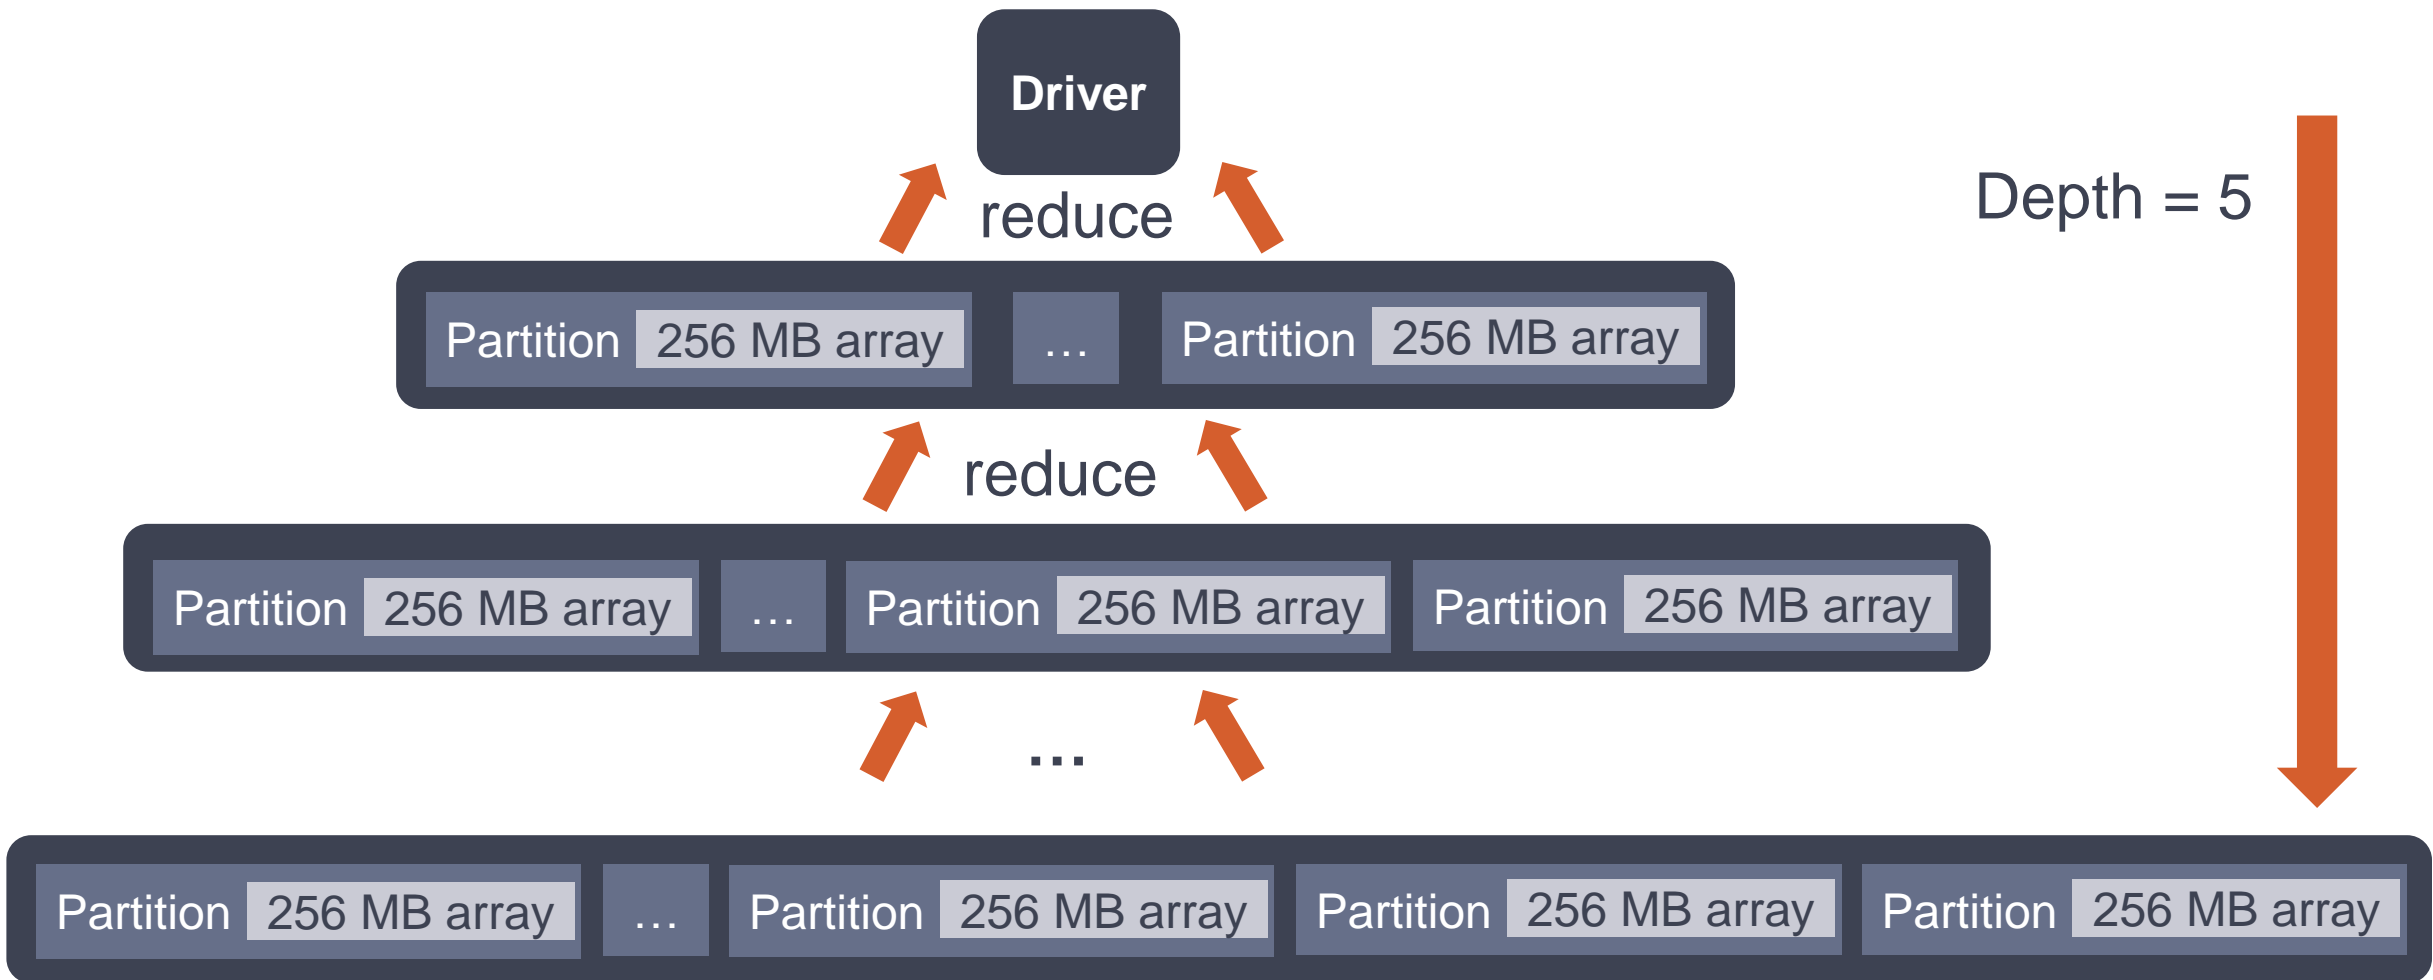 Driver
Depth = 5
reduce
Partition 256 MB array … Partition 256 MB array
reduce
Partition 256 MB array … Partition 256 MB array Partition 256 MB array
…
Partition 256 MB array … Partition 256 MB array Partition 256 MB array Partition 256 MB array